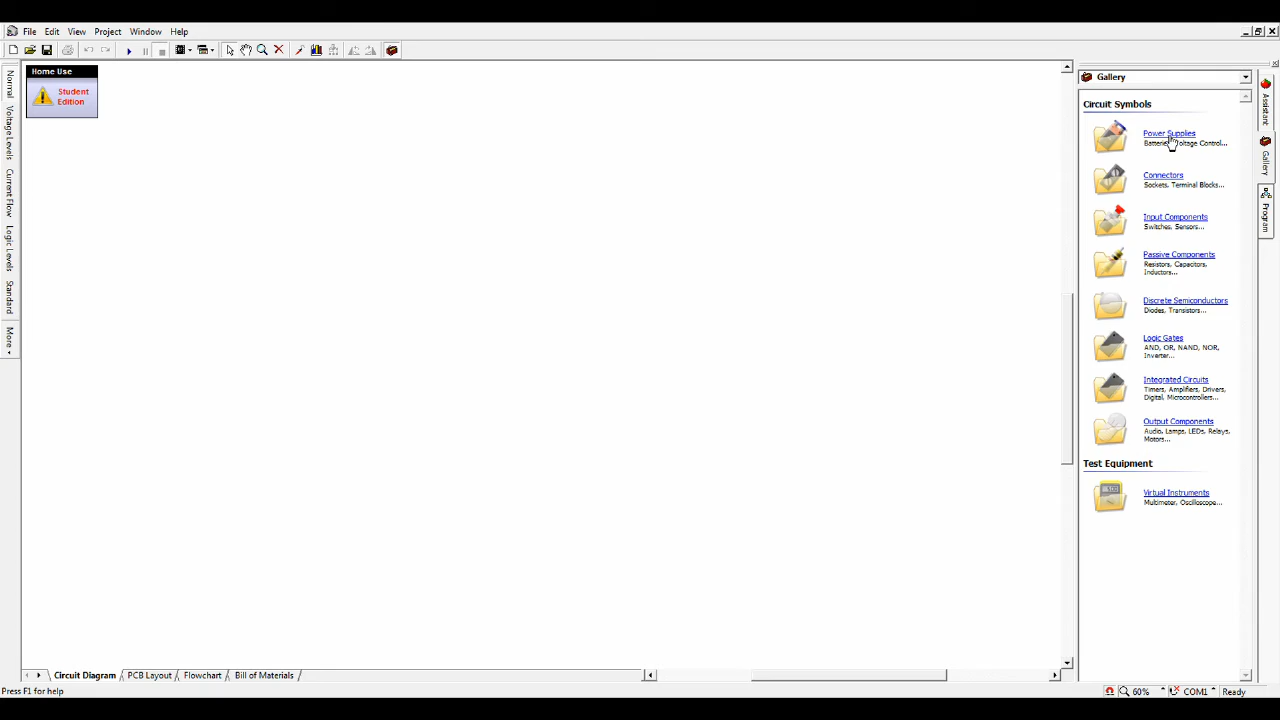 File Edit View Project Window Help
Home Use
Student
Edition
Normal
Voltage Levels
Current Flow
Logic Levels
Standard
More
Gallery
Circuit Symbols
Power Supplies
Batteries, Voltage Control...
Connectors
Sockets, Terminal Blocks...
Input Components
Switches, Sensors...
Passive Components
Resistors, Capacitors,
Inductors...
Discrete Semiconductors
Diodes, Transistors...
Logic Gates
AND, OR, NAND, NOR,
Inverter...
Integrated Circuits
Timers, Amplifiers, Drivers,
Digital, Microcontrollers...
Output Components
Audio, Lamps, LEDs, Relays,
Motors...
Test Equipment
Virtual Instruments
Multimeter, Oscilloscope...
Assistant
Gallery
Program
Circuit Diagram PCB Layout Flowchart Bill of Materials
Press F1 for help 60% COM1 Ready